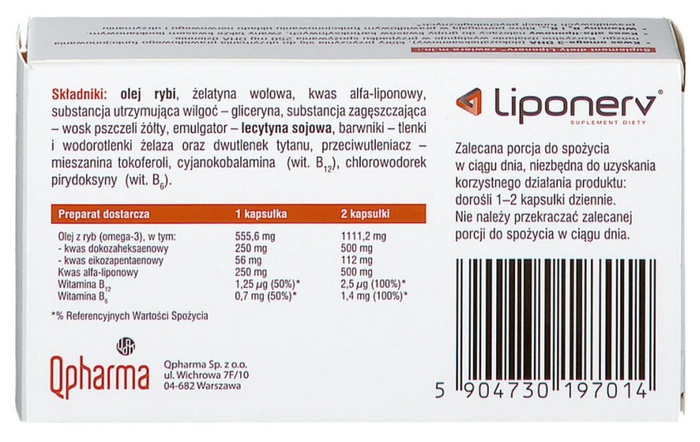 Suplement diety Liponerv zawiera m.in.:
Składniki: olej rybi, żelatyna wołowa, kwas alfa-liponowy,
substancja utrzymująca wilgoć – gliceryna, substancja zagęszczająca
– wosk pszczeli żółty, emulgator – lecytyna sojowa, barwniki – tlenki
i wodorotlenki żelaza oraz dwutlenek tytanu, przeciwutleniacz –
mieszanina tokoferoli, cyjanokobalamina (wit. B12), chlorowodorek
pirydoksyny (wit. B6).
Preparat dostarcza 1 kapsułka 2 kapsułki
Olej z ryb (omega-3), w tym: 555,6 mg 1111,2 mg
- kwas dokozaheksaenowy 250 mg 500 mg
- kwas eikozapentaenowy 56 mg 112 mg
Kwas alfa-liponowy 250 mg 500 mg
Witamina B12 1,25 µg (50%)* 2,5 µg (100%)*
Witamina B6 0,7 mg (50%)* 1,4 mg (100%)*
*% Referencyjnych Wartości Spożycia
Qpharma
Qpharma Sp. z o.o.
ul. Wichrowa 7F/10
04-682 Warszawa
Liponerv®
SUPLEMENT DIETY
Zalecana porcja do spożycia
w ciągu dnia, niezbędna do uzyskania
korzystnego działania produktu:
dorośli 1–2 kapsułki dziennie.
Nie należy przekraczać zalecanej
porcji do spożycia w ciągu dnia.
5 904730 197014